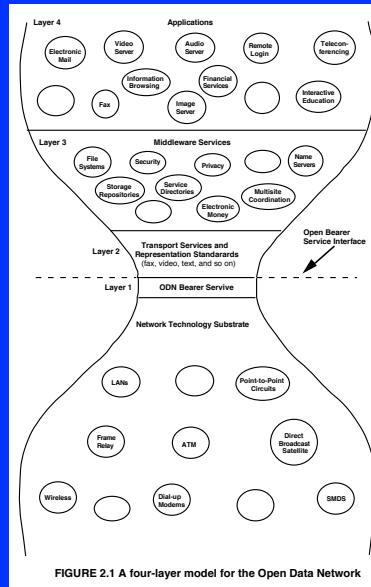 Layer 4
Applications
Electronic
Mail
Video
Server
Audio
Server
Remote
Login
Telecon-
ferencing
Information
Browsing
Financial
Services
Fax
Image
Server
Interactive
Education
Layer 3
Middleware Services
File
Systems
Security
Privacy
Name
Servers
Storage
Repositories
Service
Directories
Multisite
Coordination
Electronic
Money
Layer 2
Transport Services and
Representation Standards
(fax, video, text, and so on)
Open Bearer
Service Interface
Layer 1
ODN Bearer Servive
Network Technology Substrate
LANs
Point-to-Point
Circuits
Frame
Relay
ATM
Direct
Broadcast
Satellite
Wireless
Dial-up
Modems
SMDS
FIGURE 2.1 A four-layer model for the Open Data Network